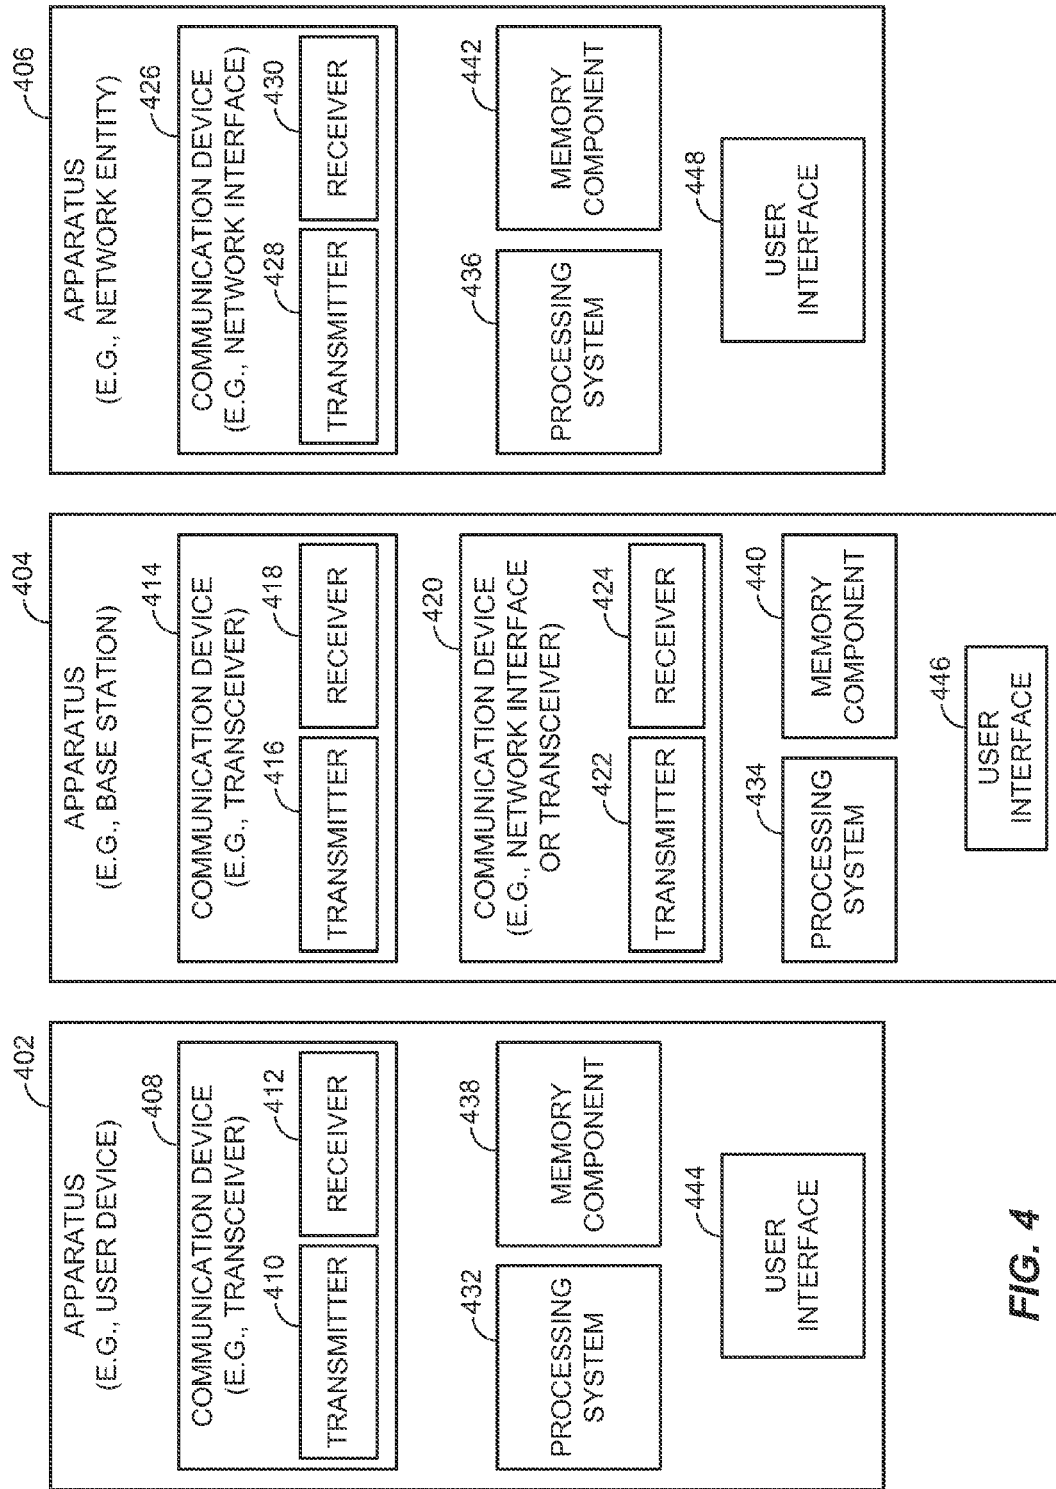 402
APPARATUS
(E.G., USER DEVICE)
408
COMMUNICATION DEVICE
(E.G., TRANSCEIVER)
410
412
TRANSMITTER
RECEIVER
432
438
PROCESSING
SYSTEM
MEMORY
COMPONENT
444
USER
INTERFACE
404
APPARATUS
(E.G., BASE STATION)
414
COMMUNICATION DEVICE
(E.G., TRANSCEIVER)
416
418
TRANSMITTER
RECEIVER
420
COMMUNICATION DEVICE
(E.G., NETWORK INTERFACE
OR TRANSCEIVER)
422
424
TRANSMITTER
RECEIVER
434
440
PROCESSING
SYSTEM
MEMORY
COMPONENT
446
USER
INTERFACE
406
APPARATUS
(E.G., NETWORK ENTITY)
426
COMMUNICATION DEVICE
(E.G., NETWORK INTERFACE)
428
430
TRANSMITTER
RECEIVER
436
442
PROCESSING
SYSTEM
MEMORY
COMPONENT
448
USER
INTERFACE
FIG. 4